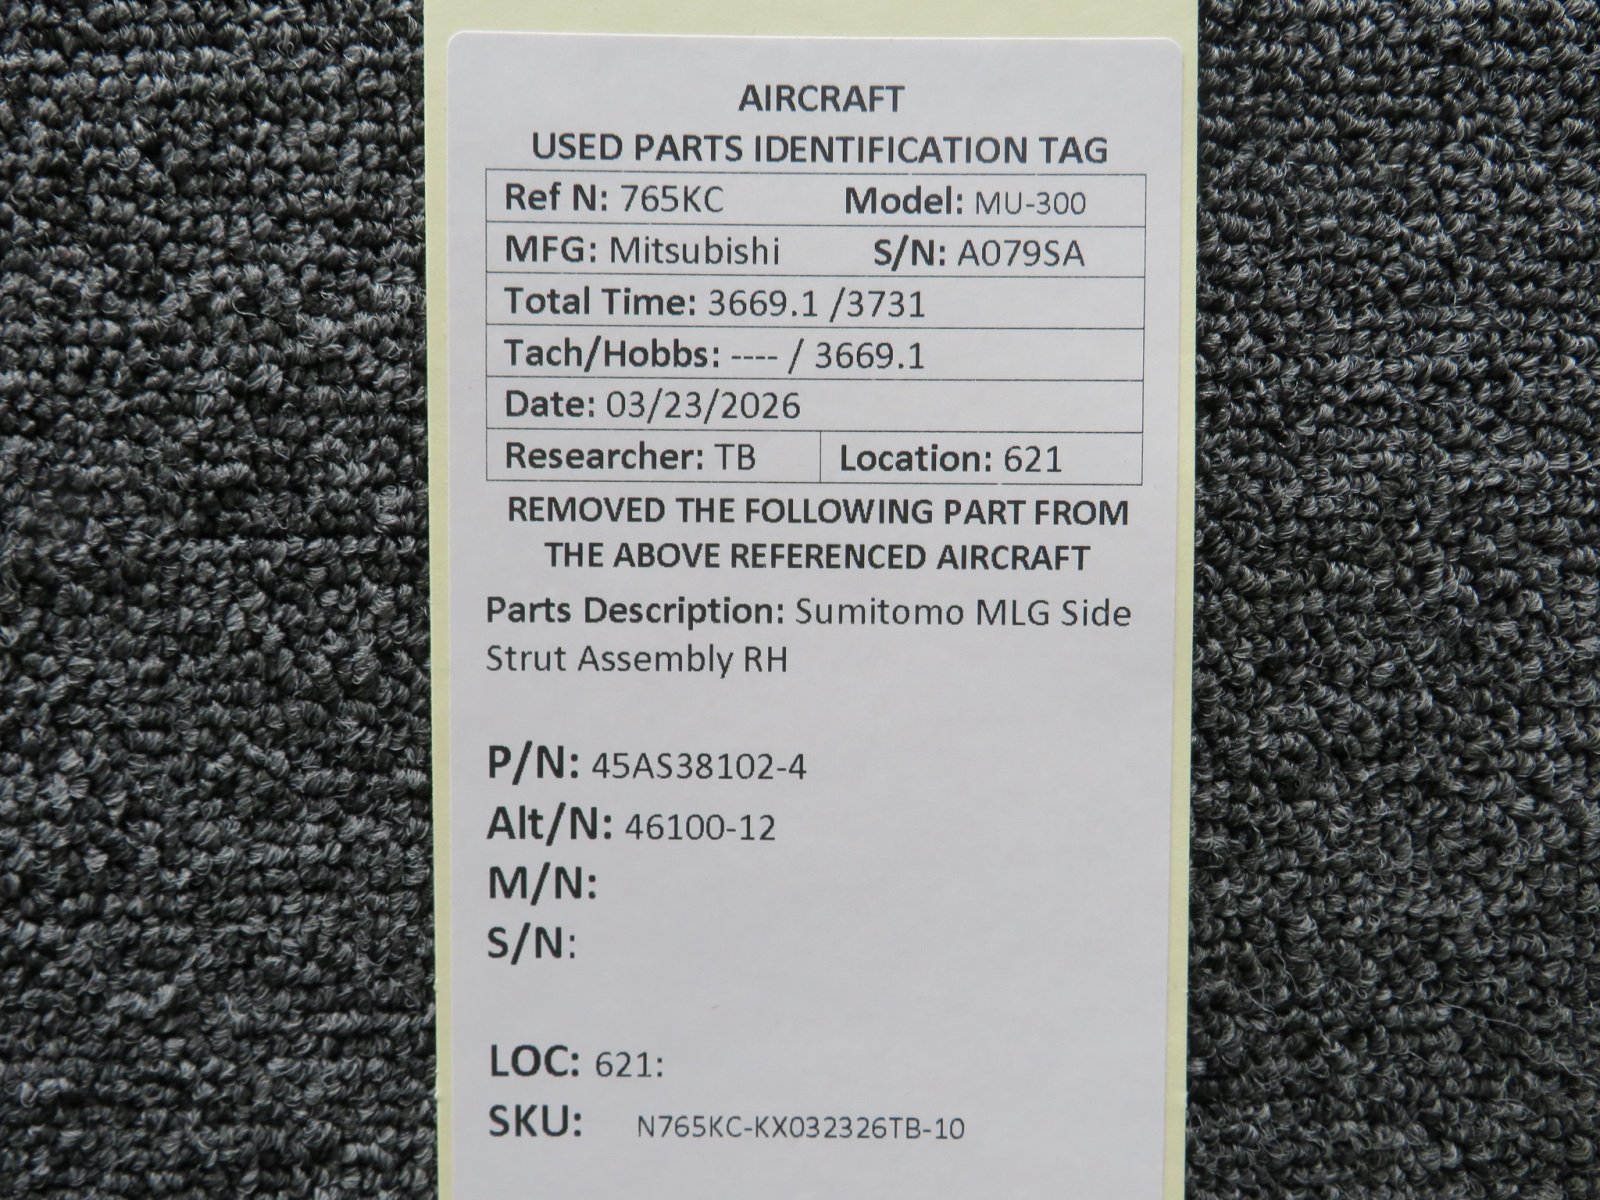 AIRCRAFT
USED PARTS IDENTIFICATION TAG
Ref N: 765KC Model: MU-300
MFG: Mitsubishi S/N: A079SA
Total Time: 3669.1 /3731
Tach/Hobbs: ---- / 3669.1
Date: 03/23/2026
Researcher: TB Location: 621
REMOVED THE FOLLOWING PART FROM
THE ABOVE REFERENCED AIRCRAFT
Parts Description: Sumitomo MLG Side
Strut Assembly RH
P/N: 45AS38102-4
Alt/N: 46100-12
M/N:
S/N:
LOC: 621:
SKU: N765KC-KX032326TB-10